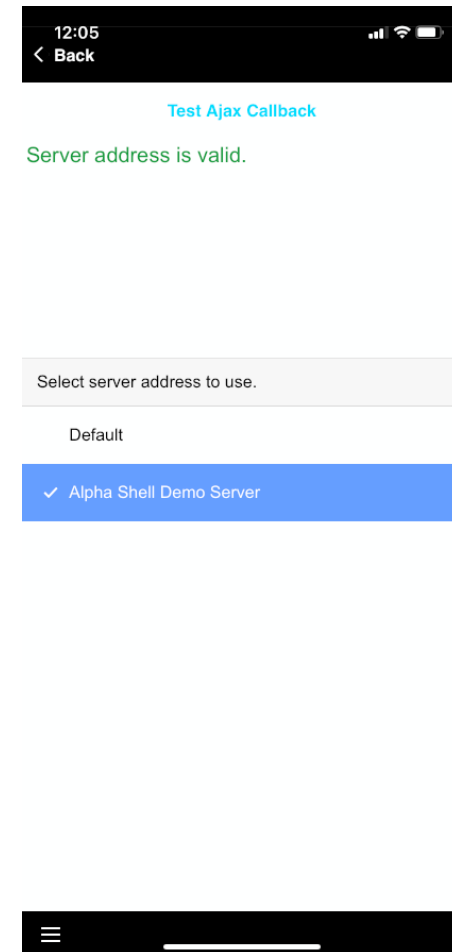 12:05
Back
Test Ajax Callback
Server address is valid.
Select server address to use.
Default
Alpha Shell Demo Server